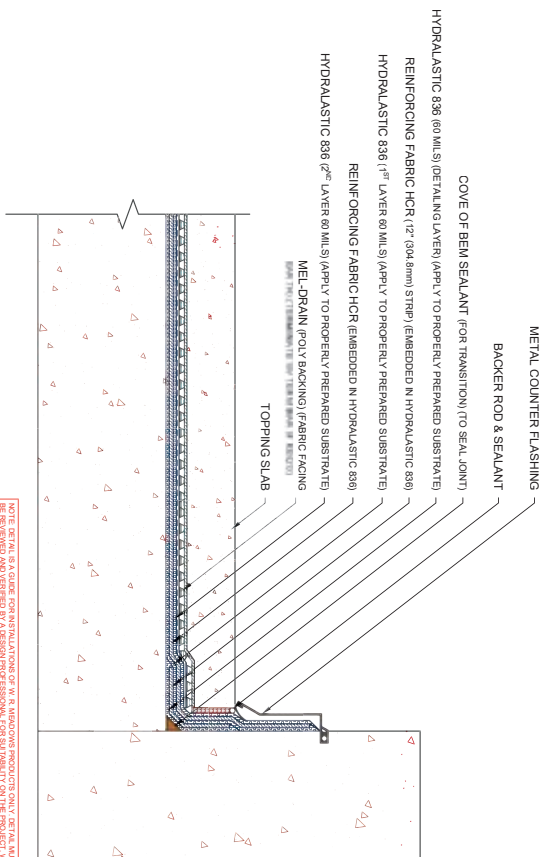 METAL COUNTER FLASHING
BACKER ROD & SEALANT
COVE OF BEM SEALANT (FOR TRANSITION) (TO SEAL JOINT)
HYDRALASTIC 836 (60 MILS) (DETAILING LAYER) (APPLY TO PROPERLY PREPARED SUBSTRATE)
REINFORCING FABRIC HCR (12" (304.8mm) STRIP) (EMBEDDED IN HYDRALASTIC 836)
HYDRALASTIC 836 (1ST LAYER 60 MILS) (APPLY TO PROPERLY PREPARED SUBSTRATE)
REINFORCING FABRIC HCR (EMBEDDED IN HYDRALASTIC 836)
HYDRALASTIC 836 (2ND LAYER 60 MILS) (APPLY TO PROPERLY PREPARED SUBSTRATE)
MEL-DRAIN (POLY BACKING) (FABRIC FACING
TOPPING SLAB
NOTE: DETAIL IS A GUIDE FOR INSTALLATIONS OF W. R. MEADOWS PRODUCTS ONLY. DETAIL MU
BE REVIEWED AND VERIFIED BY A DESIGN PROFESSIONAL FOR SUITABILITY ON THE PROJECT.